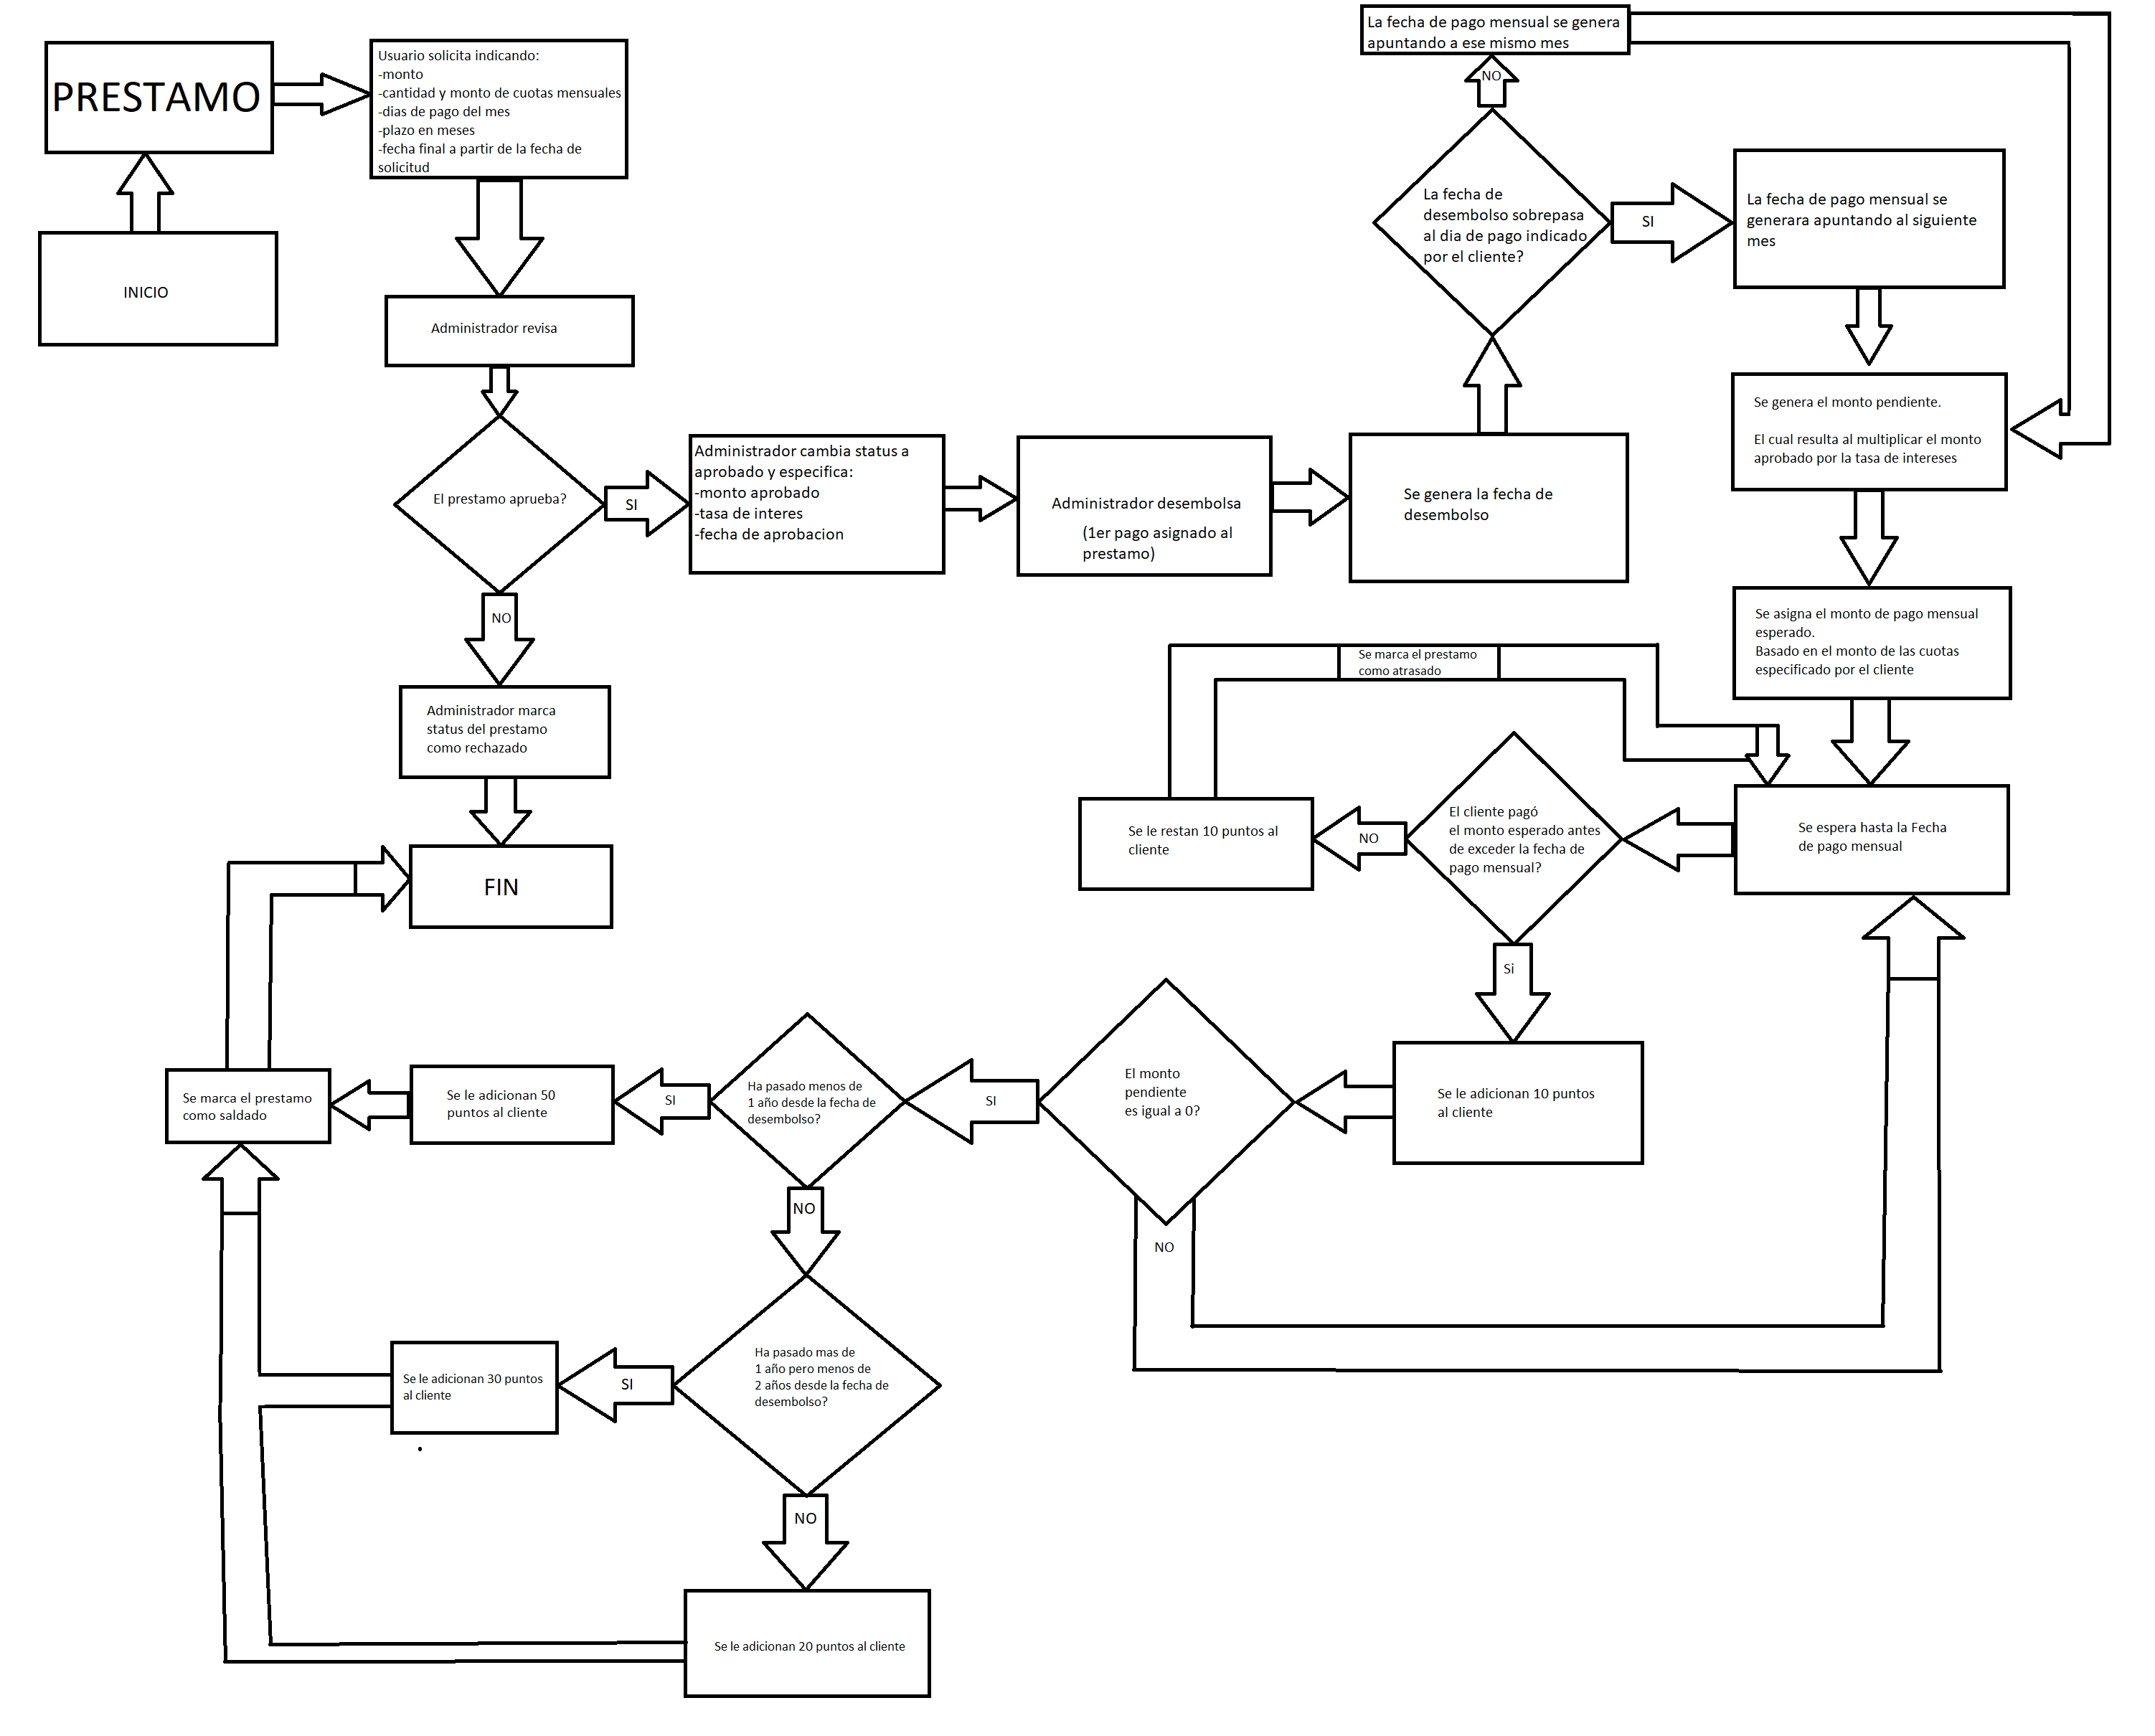 PRESTAMO
INICIO
Usuario solicita indicando:
-monto
-cantidad y monto de cuotas mensuales
-dias de pago del mes
-plazo en meses
-fecha final a partir de la fecha de
solicitud
Administrador revisa
El prestamo aprueba?
SI
NO
Administrador marca
status del prestamo
como rechazado
FIN
Administrador cambia status a
aprobado y especifica:
-monto aprobado
-tasa de interes
-fecha de aprobacion
Administrador desembolsa
(1er pago asignado al
prestamo)
Se genera la fecha de
desembolso
La fecha de
desembolso sobrepasa
al dia de pago indicado
por el cliente?
NO
La fecha de pago mensual se genera
apuntando a ese mismo mes
SI
La fecha de pago mensual se
generara apuntando al siguiente
mes
Se genera el monto pendiente.
El cual resulta al multiplicar el monto
aprobado por la tasa de intereses
Se asigna el monto de pago mensual
esperado.
Basado en el monto de las cuotas
especificado por el cliente
Se espera hasta la Fecha
de pago mensual
El cliente pagó
el monto esperado antes
de exceder la fecha de
pago mensual?
NO
Se le restan 10 puntos al
cliente
Se marca el prestamo
como atrasado
Si
Se le adicionan 10 puntos
al cliente
El monto
pendiente
es igual a 0?
NO
SI
Ha pasado menos de
1 año desde la fecha de
desembolso?
SI
Se le adicionan 50
puntos al cliente
Se marca el prestamo
como saldado
NO
Ha pasado mas de
1 año pero menos de
2 años desde la fecha de
desembolso?
SI
Se le adicionan 30 puntos
al cliente
NO
Se le adicionan 20 puntos al cliente